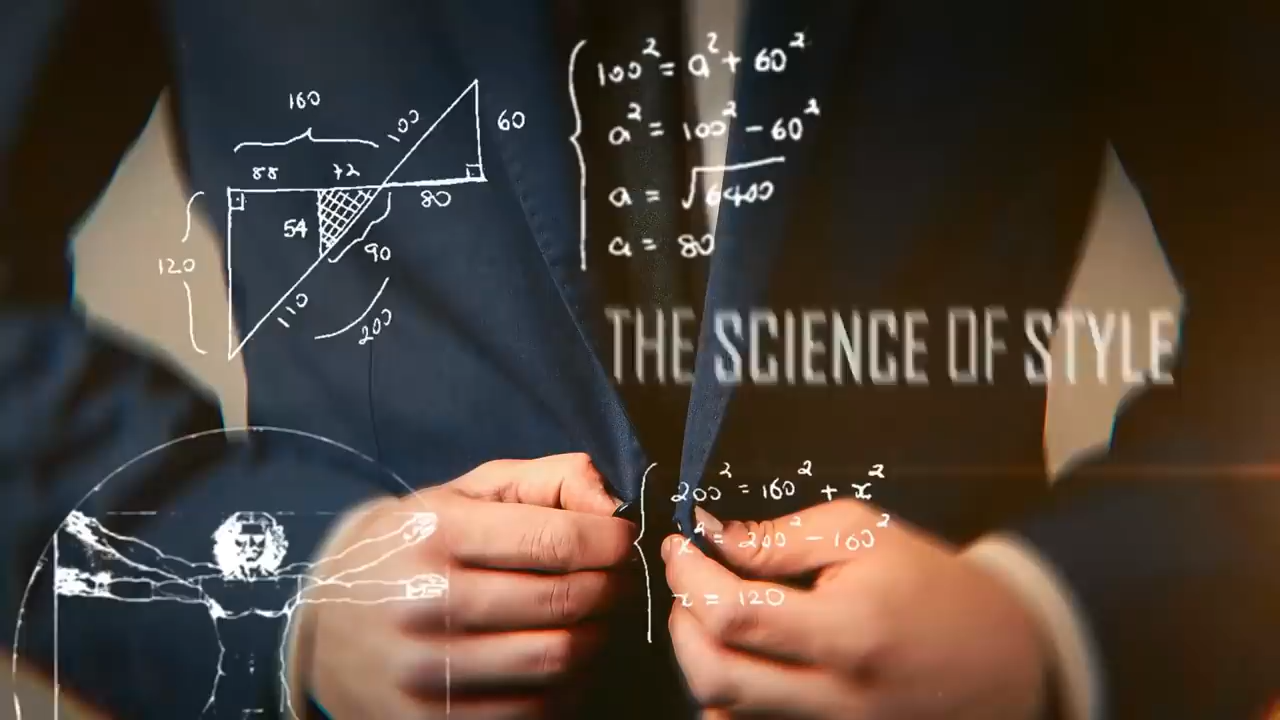 160
100
60
88 72
80
54
90
120
110
200
100² = a² + 60²
a² = 100² - 60²
a = √6400
a = 80
THE SCIENCE OF STYLE
200² = 160² + x²
x² = 200² - 160²
x = 120